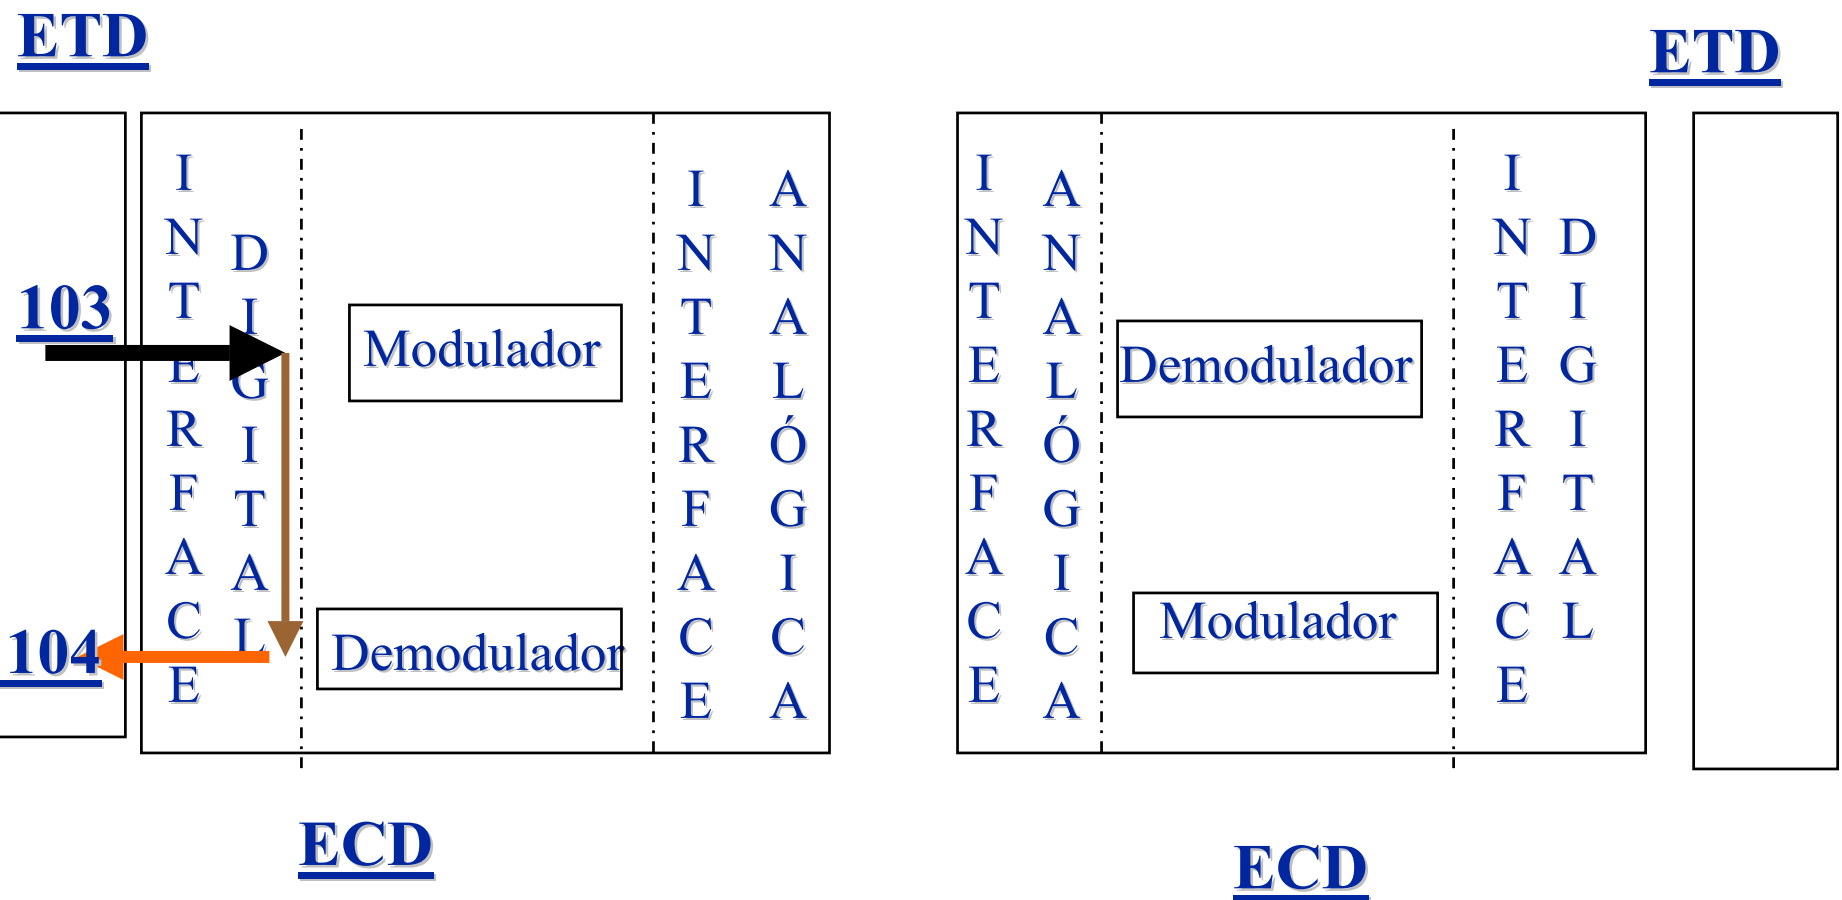 ETD
ETD
INTERFACE
DIGITAL
INTERFACE
ANALÓGICA
INTERFACE
ANALÓGICA
INTERFACE
DIGITAL
103
Modulador
Demodulador
104
Demodulador
Modulador
ECD
ECD